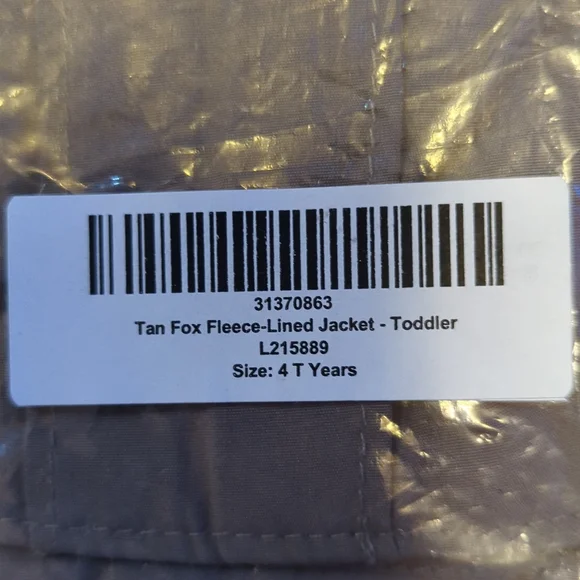 31370863
Tan Fox Fleece-Lined Jacket - Toddler
L215889
Size: 4 T Years